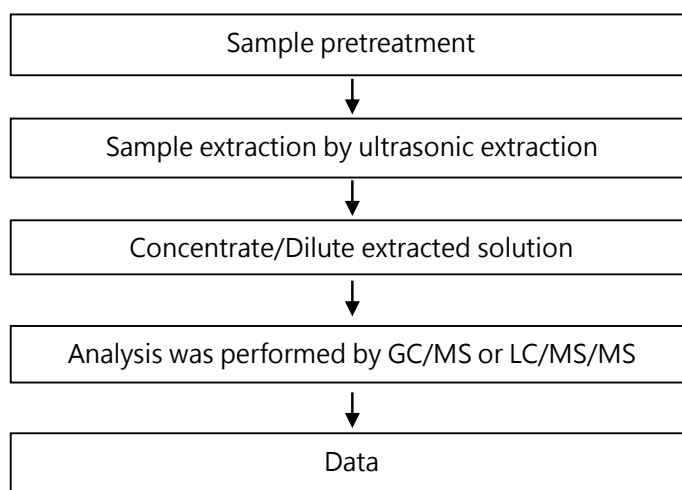 Sample pretreatment
Sample extraction by ultrasonic extraction
Concentrate/Dilute extracted solution
Analysis was performed by GC/MS or LC/MS/MS
Data